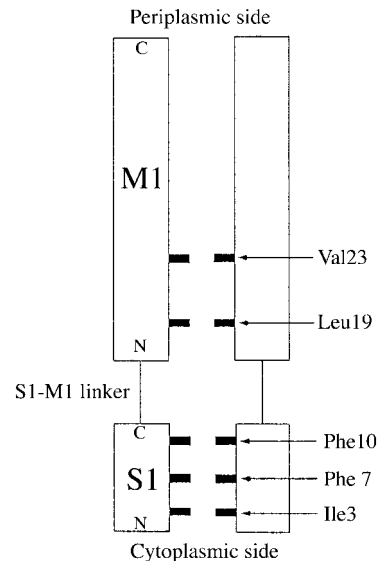 Periplasmic side
C
M1
Val23
Leu19
N
S1-M1 linker
C
Phe10
S1
Phe 7
Ile3
N
Cytoplasmic side